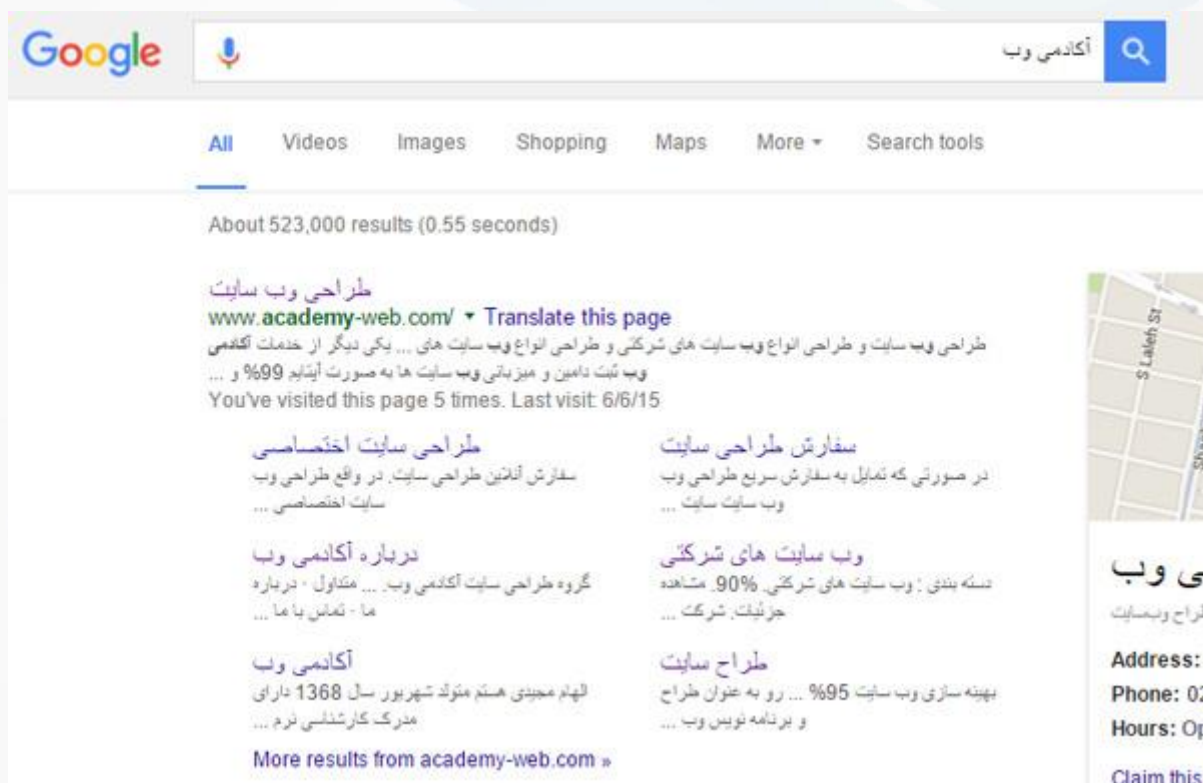 Google
آکادمی وب
All Videos Images Shopping Maps More Search tools
About 523,000 results (0.55 seconds)
طراحی وب سایت
www.academy-web.com/ Translate this page
طراحی وب سایت و طراحی انواع وب سایت های شرکتی و طراحی انواع وب سایت های ... یکی دیگر از خدمات آکادمی
وب ثبت دامین و میزبانی وب سایت ها به صورت آپتایم 99% و ...
You've visited this page 5 times. Last visit: 6/6/15
طراحی سایت اختصاصی
سفارش آنلاین طراحی سایت. در واقع طراحی وب
سایت اختصاصی ...
سفارش طراحی سایت
در صورتی که تمایل به سفارش سریع طراحی وب
وب سایت سایت ...
درباره آکادمی وب
گروه طراحی سایت آکادمی وب. ... متداول · درباره
ما · تماس با ما ...
وب سایت های شرکتی
دسته بندی : وب سایت های شرکتی. 90%. مشاهده
جزئیات. شرکت ...
آکادمی وب
الهام مجیدی هستم متولد شهریور سال 1368 دارای
مدرک کارشناسی نرم ...
طراح سایت
بهینه سازی وب سایت 95% ... رو به عنوان طراح
و برنامه نویس وب ...
More results from academy-web.com »
S Laleh St
ی وب
طراح وب‌سایت
Address:
Phone: 02
Hours: Op
Claim this